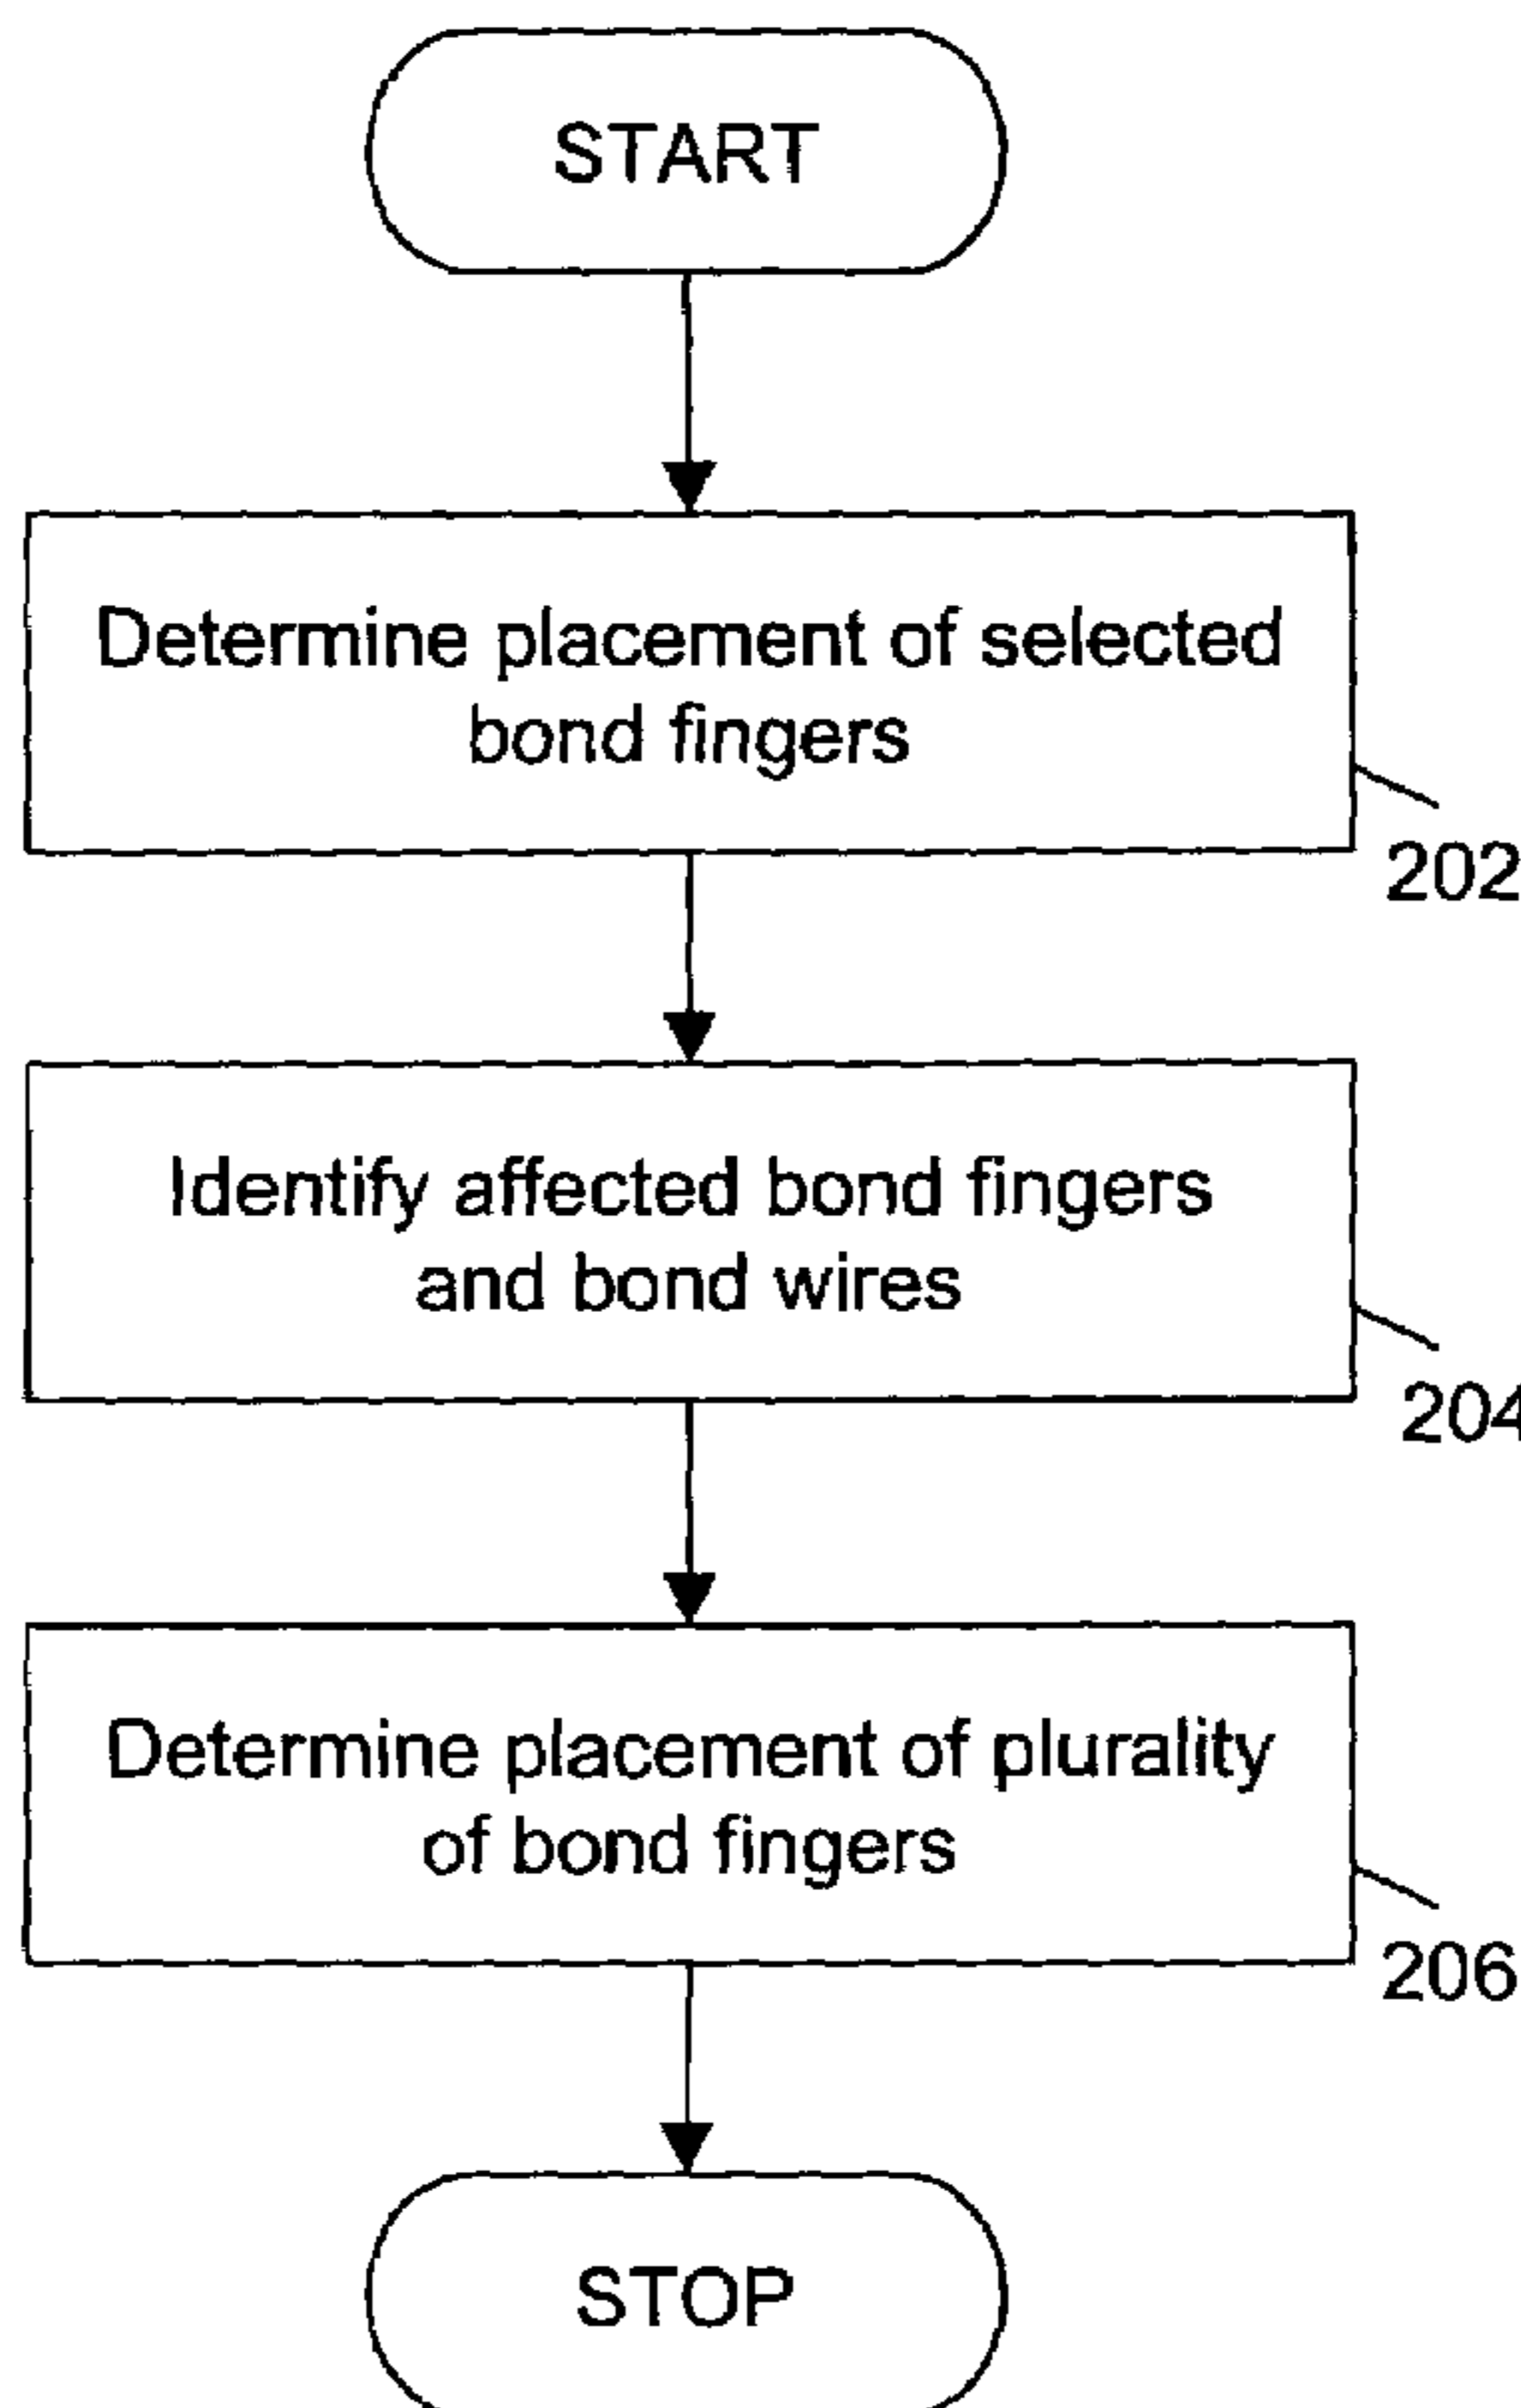 START
Determine placement of selected
bond fingers
202
Identify affected bond fingers
and bond wires
204
Determine placement of plurality
of bond fingers
206
STOP